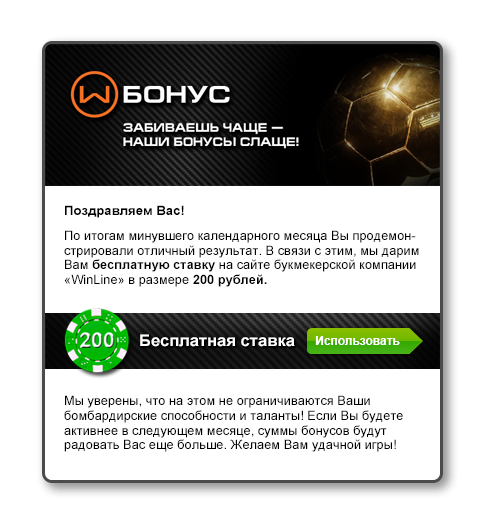 W БОНУС
ЗАБИВАЕШЬ ЧАЩЕ —
НАШИ БОНУСЫ СЛАЩЕ!
Поздравляем Вас!
По итогам минувшего календарного месяца Вы продемон-
стрировали отличный результат. В связи с этим, мы дарим
Вам бесплатную ставку на сайте букмекерской компании
«WinLine» в размере 200 рублей.
200 Бесплатная ставка Использовать
Мы уверены, что на этом не ограничиваются Ваши
бомбардирские способности и таланты! Если Вы будете
активнее в следующем месяце, суммы бонусов будут
радовать Вас еще больше. Желаем Вам удачной игры!